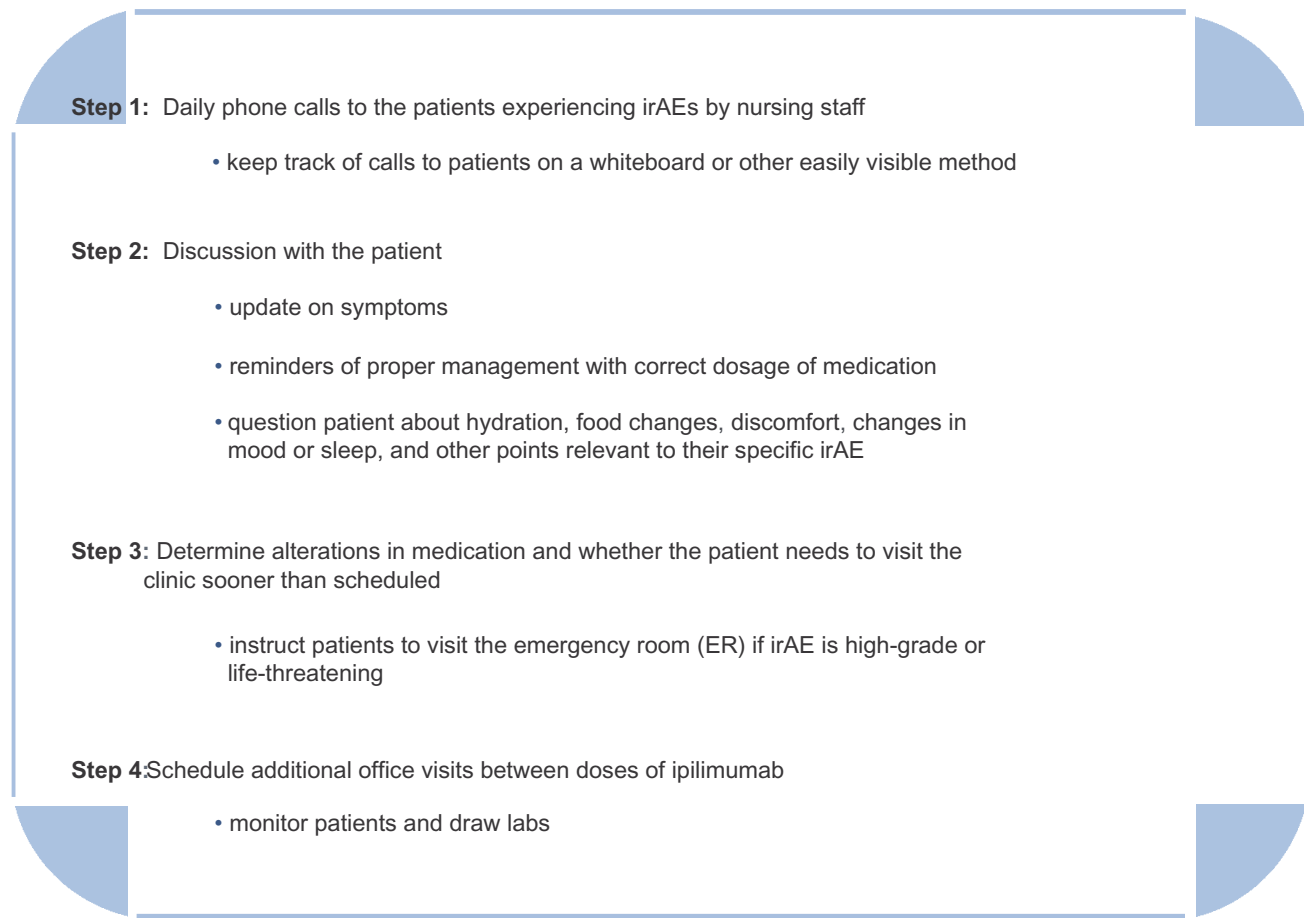 Step 1: Daily phone calls to the patients experiencing irAEs by nursing staff
• keep track of calls to patients on a whiteboard or other easily visible method
Step 2: Discussion with the patient
• update on symptoms
• reminders of proper management with correct dosage of medication
• question patient about hydration, food changes, discomfort, changes in
mood or sleep, and other points relevant to their specific irAE
Step 3: Determine alterations in medication and whether the patient needs to visit the
clinic sooner than scheduled
• instruct patients to visit the emergency room (ER) if irAE is high-grade or
life-threatening
Step 4:Schedule additional office visits between doses of ipilimumab
• monitor patients and draw labs